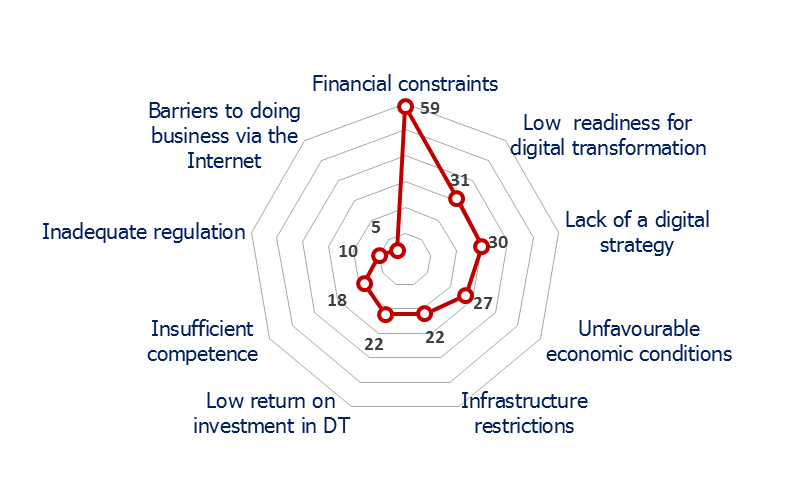 Financial constraints
59
Low readiness for
digital transformation
31
Lack of a digital
strategy
30
Unfavourable
economic conditions
27
Infrastructure
restrictions
22
Low return on
investment in DT
22
Insufficient
competence
18
Inadequate regulation
10
Barriers to doing
business via the
Internet
5